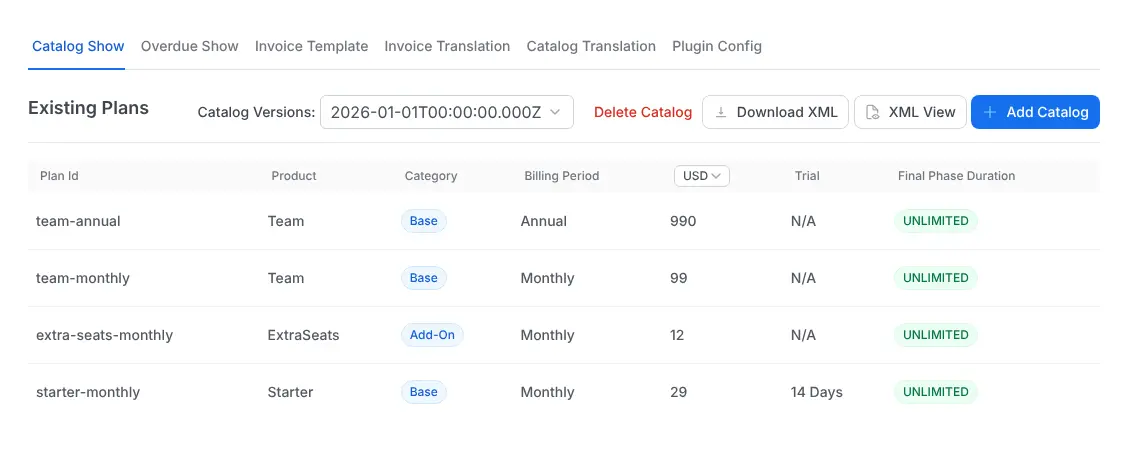 Catalog Show Overdue Show Invoice Template Invoice Translation Catalog Translation Plugin Config
Existing Plans Catalog Versions: 2026-01-01T00:00:00.000Z Delete Catalog Download XML XML View Add Catalog
Plan Id Product Category Billing Period USD Trial Final Phase Duration
team-annual Team Base Annual 990 N/A UNLIMITED
team-monthly Team Base Monthly 99 N/A UNLIMITED
extra-seats-monthly ExtraSeats Add-On Monthly 12 N/A UNLIMITED
starter-monthly Starter Base Monthly 29 14 Days UNLIMITED